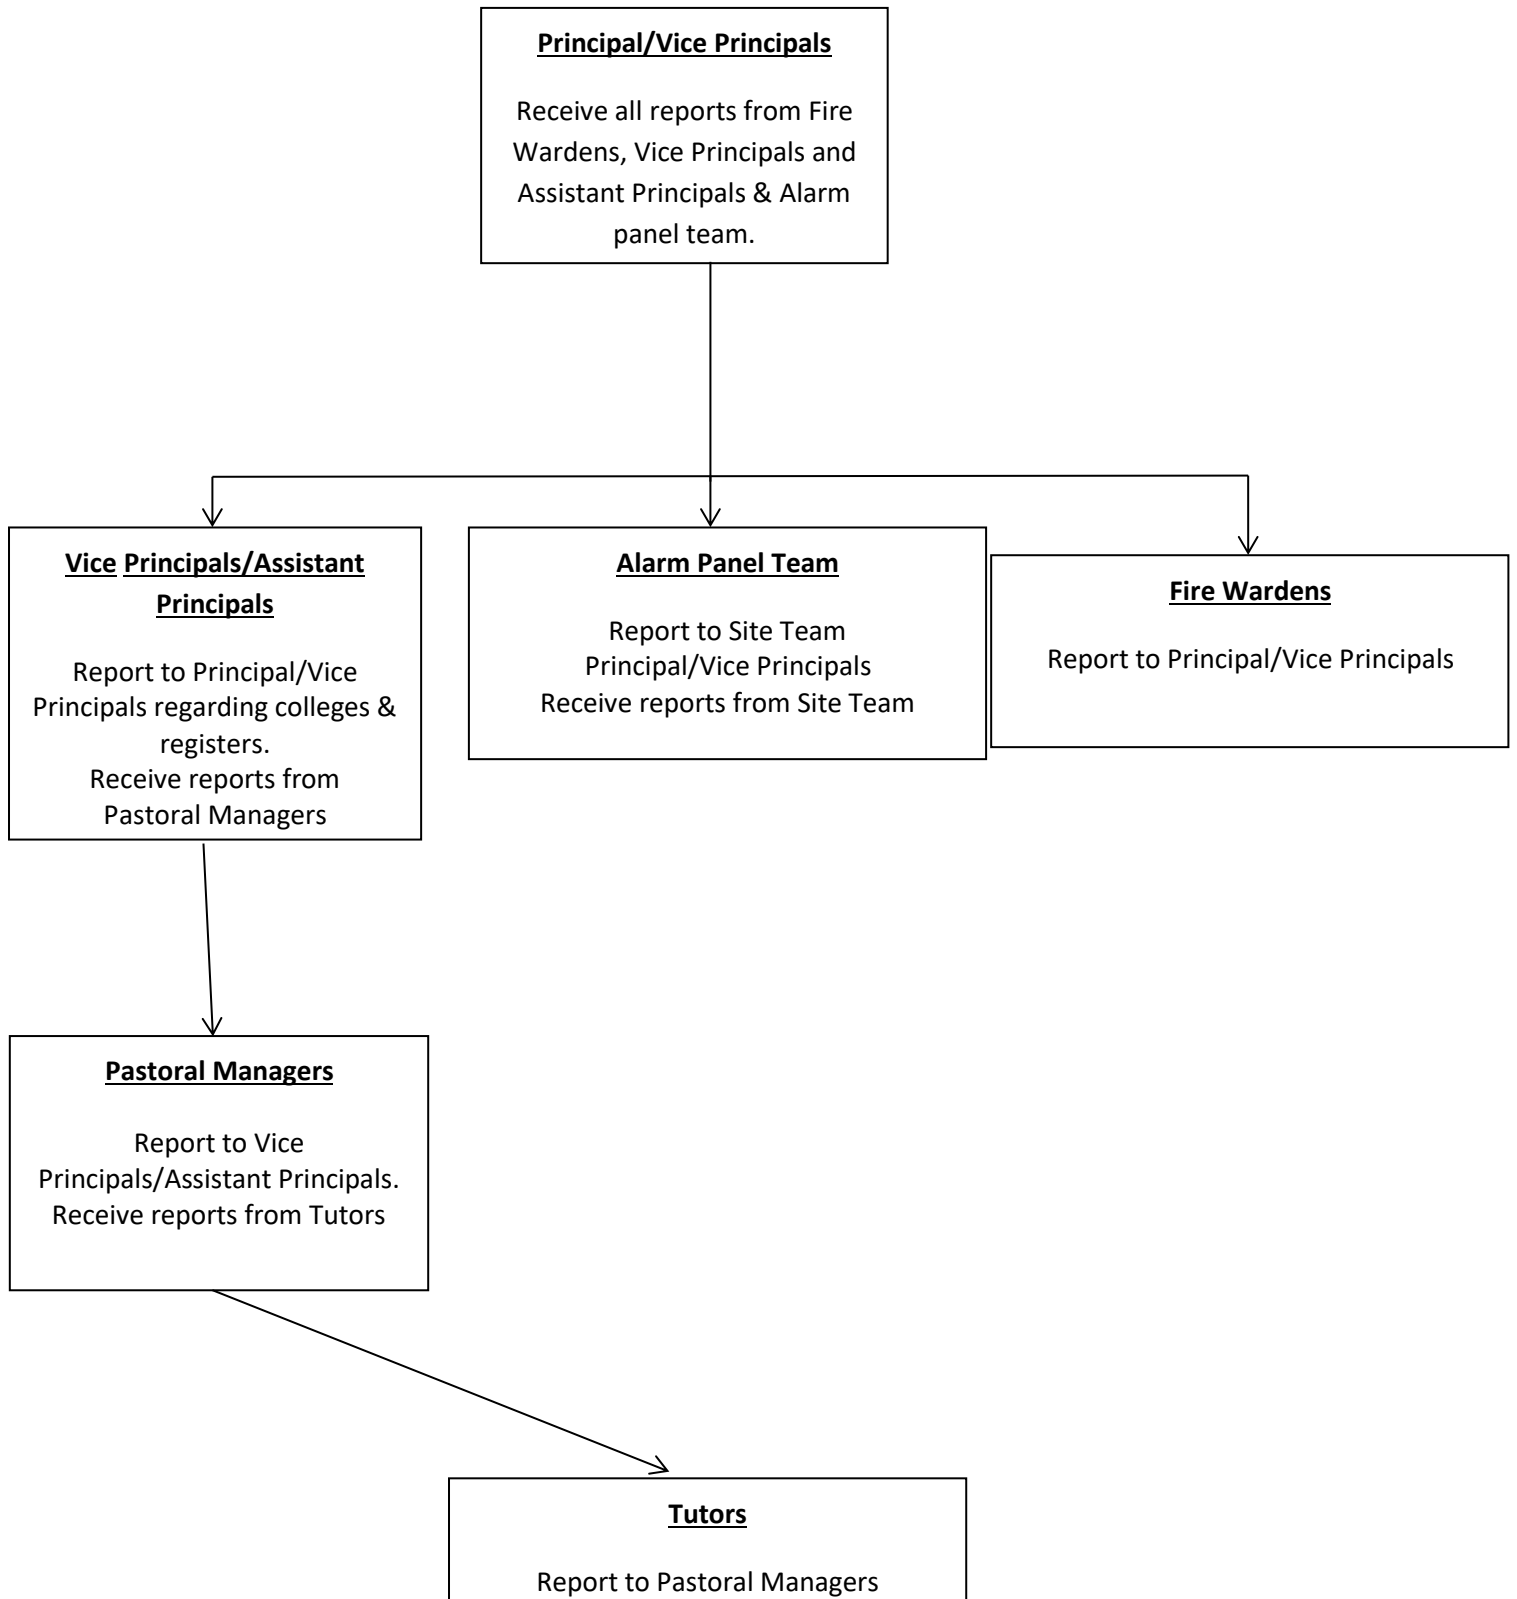 Principal/Vice Principals
Receive all reports from Fire
Wardens, Vice Principals and
Assistant Principals & Alarm
panel team.
Vice Principals/Assistant
Principals
Report to Principal/Vice
Principals regarding colleges &
registers.
Receive reports from
Pastoral Managers
Alarm Panel Team
Report to Site Team
Principal/Vice Principals
Receive reports from Site Team
Fire Wardens
Report to Principal/Vice Principals
Pastoral Managers
Report to Vice
Principals/Assistant Principals.
Receive reports from Tutors
Tutors
Report to Pastoral Managers